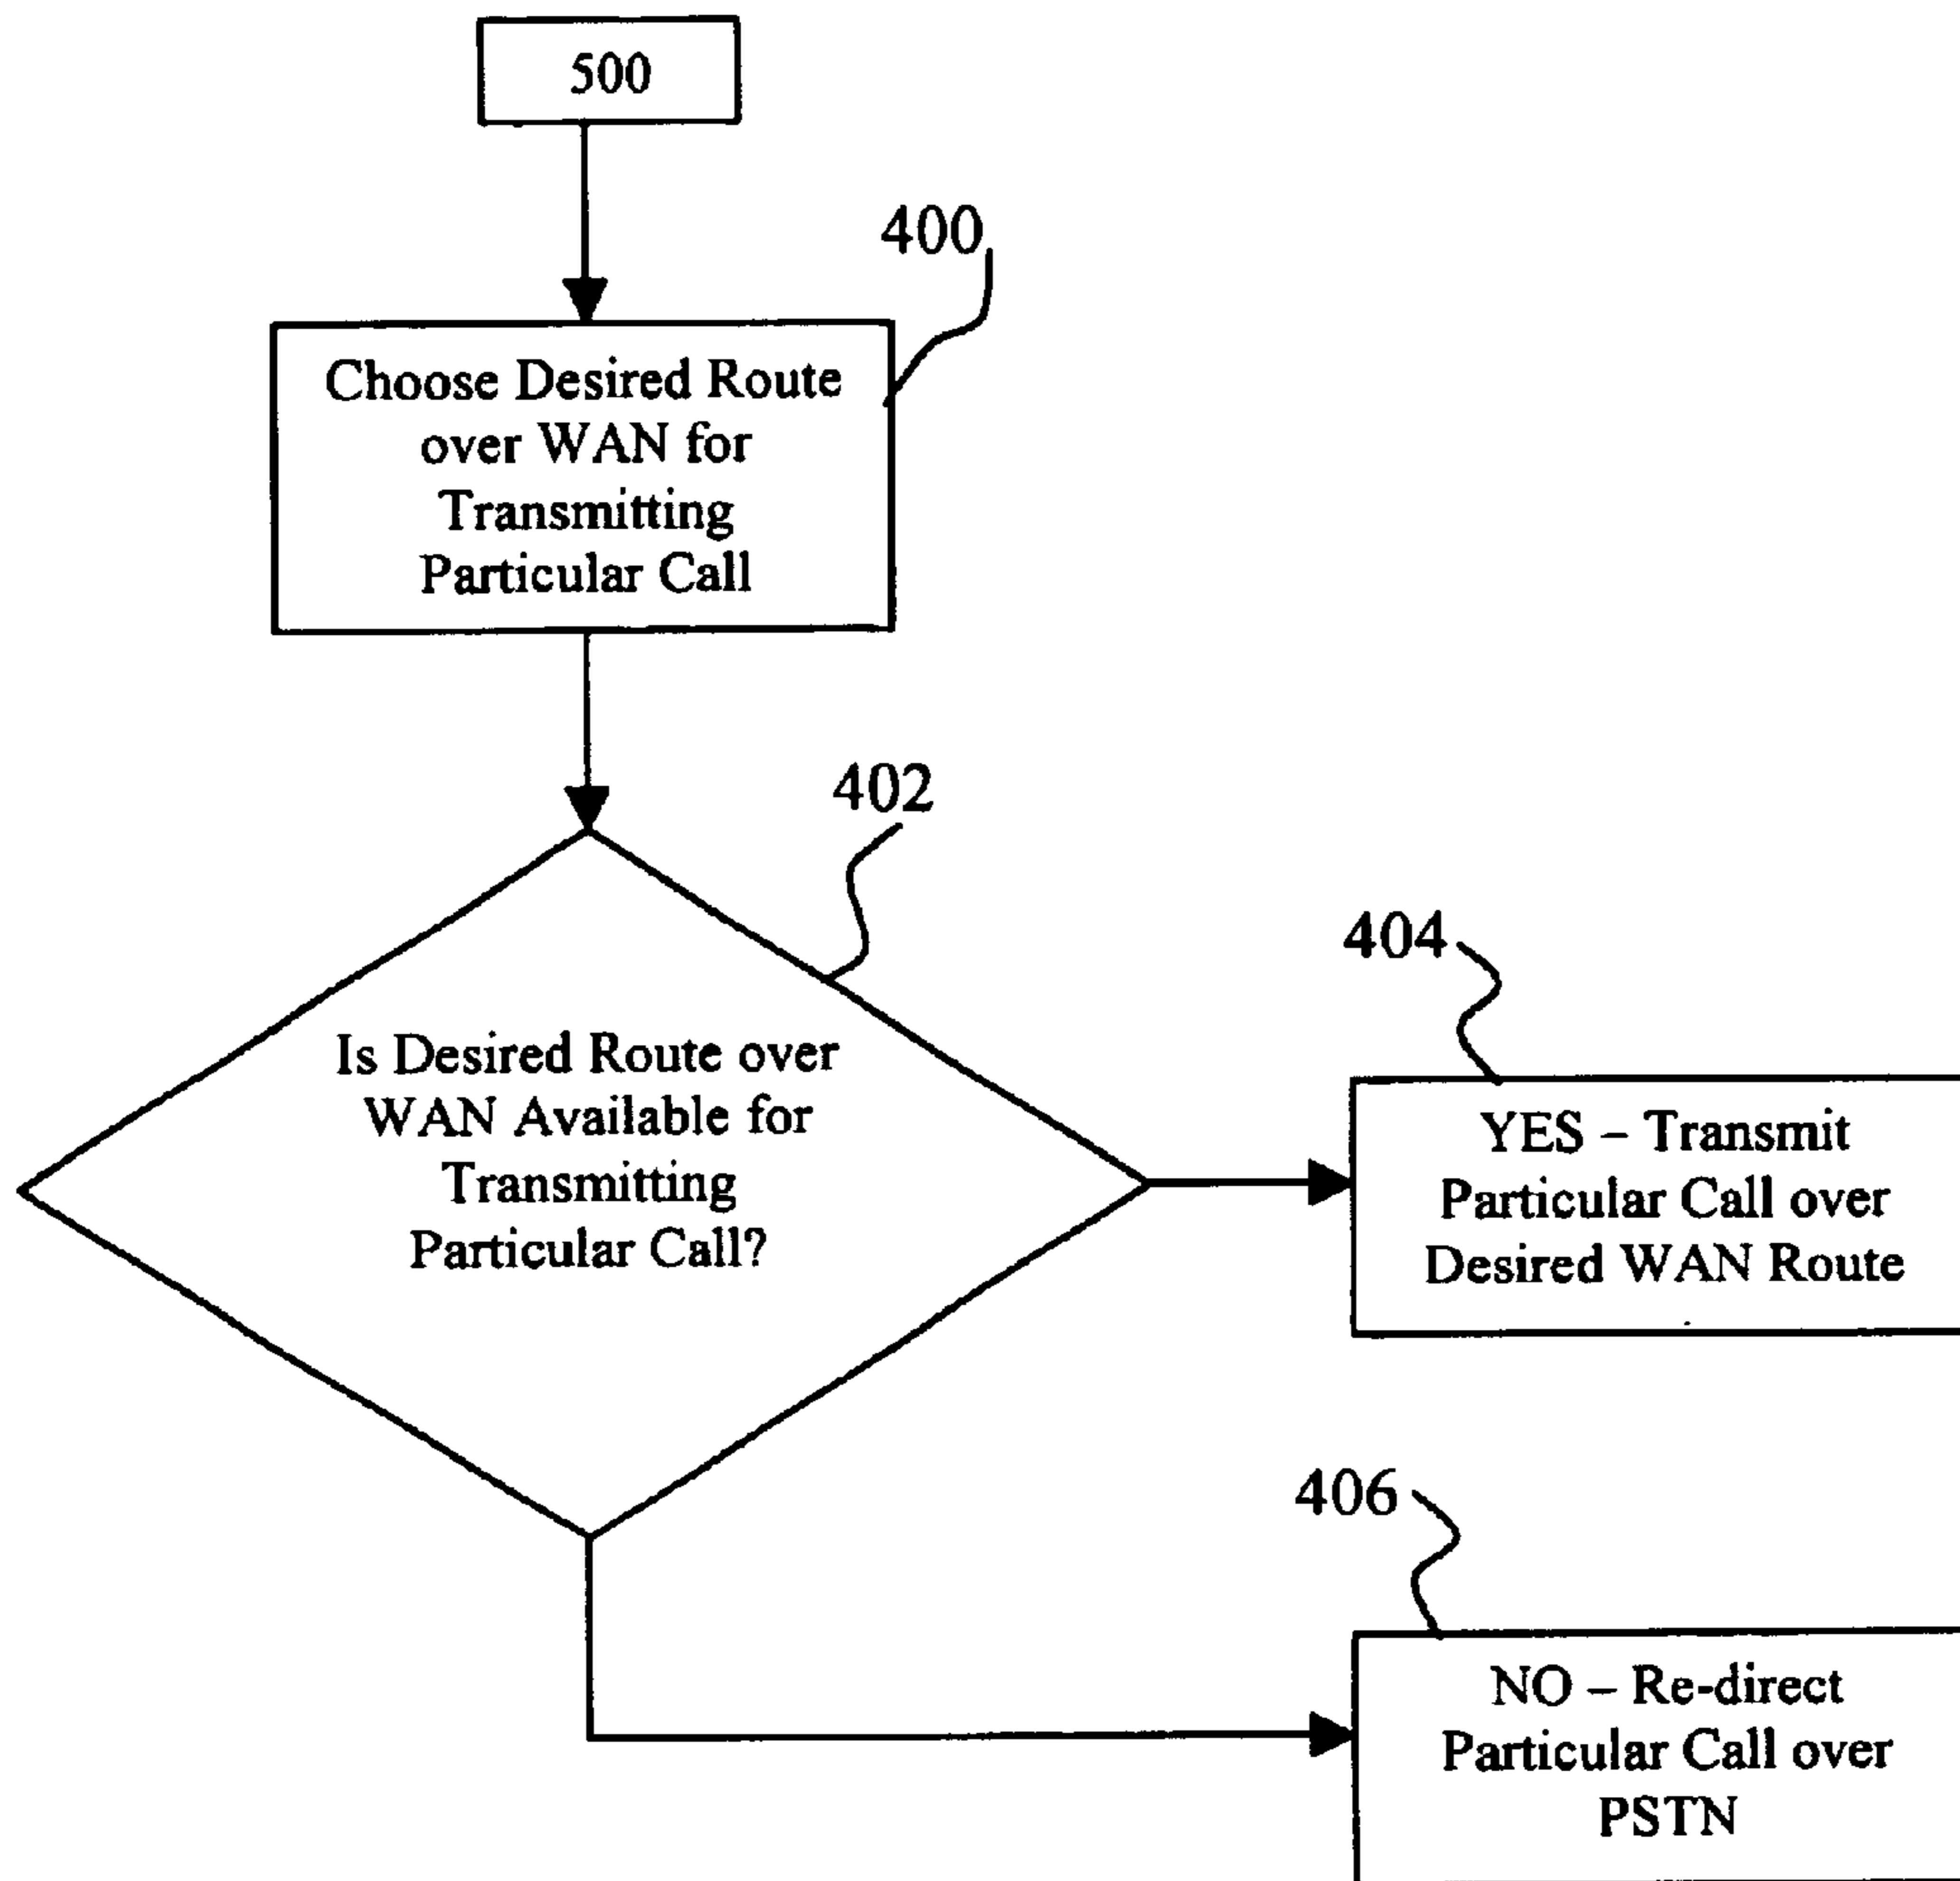 500
400
Choose Desired Route
over WAN for
Transmitting
Particular Call
402
Is Desired Route over
WAN Available for
Transmitting
Particular Call?
404
YES – Transmit
Particular Call over
Desired WAN Route
406
NO – Re-direct
Particular Call over
PSTN